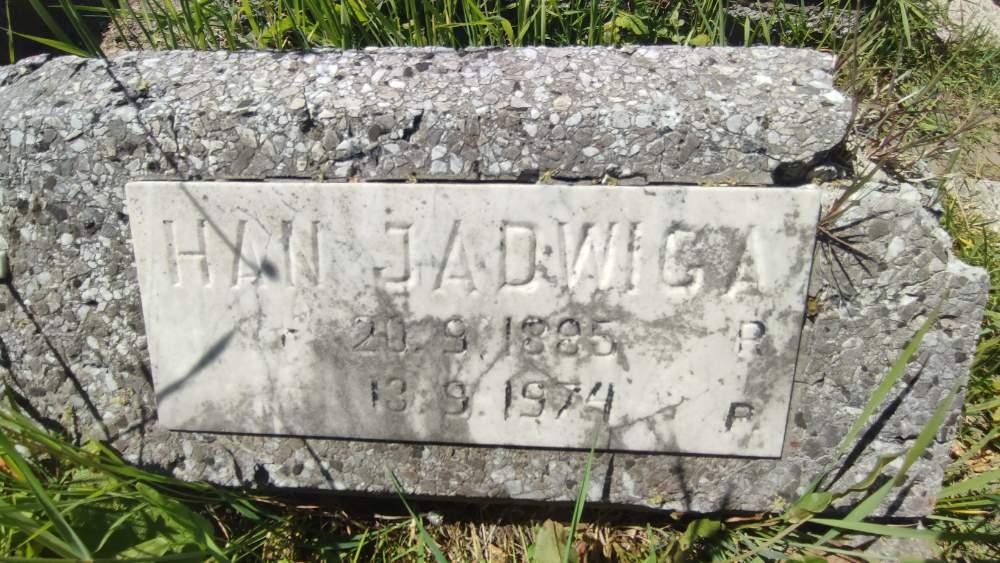 HAN JADWIGA
20.9.1885 R
13.9.1974 R